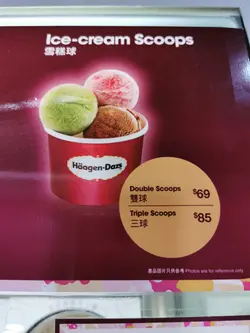 Ice-cream Scoops
雪糕球
Häagen-Dazs
Double Scoops
雙球
$69
Triple Scoops
三球
$85
產品圖片只供參考 Photos are for reference only